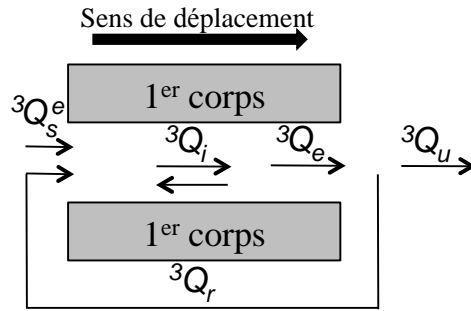 Sens de déplacement
1er corps
3Qse
3Qi
3Qe
3Qu
1er corps
3Qr